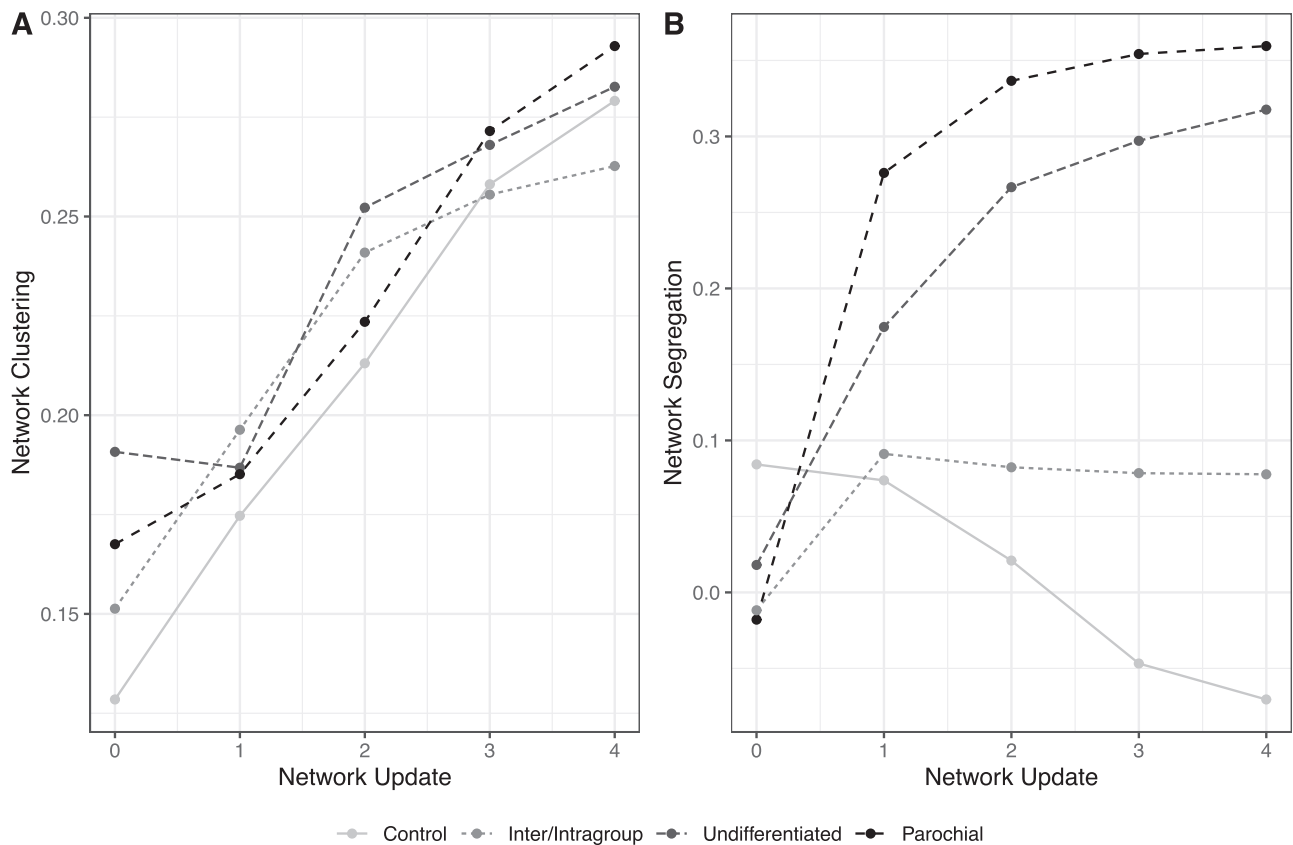 A
B
0.30
0.25
0.20
0.15
Network Clustering
0 1 2 3 4
Network Update
0.3
0.2
0.1
0.0
Network Segregation
0 1 2 3 4
Network Update
Control Inter/Intragroup Undifferentiated Parochial